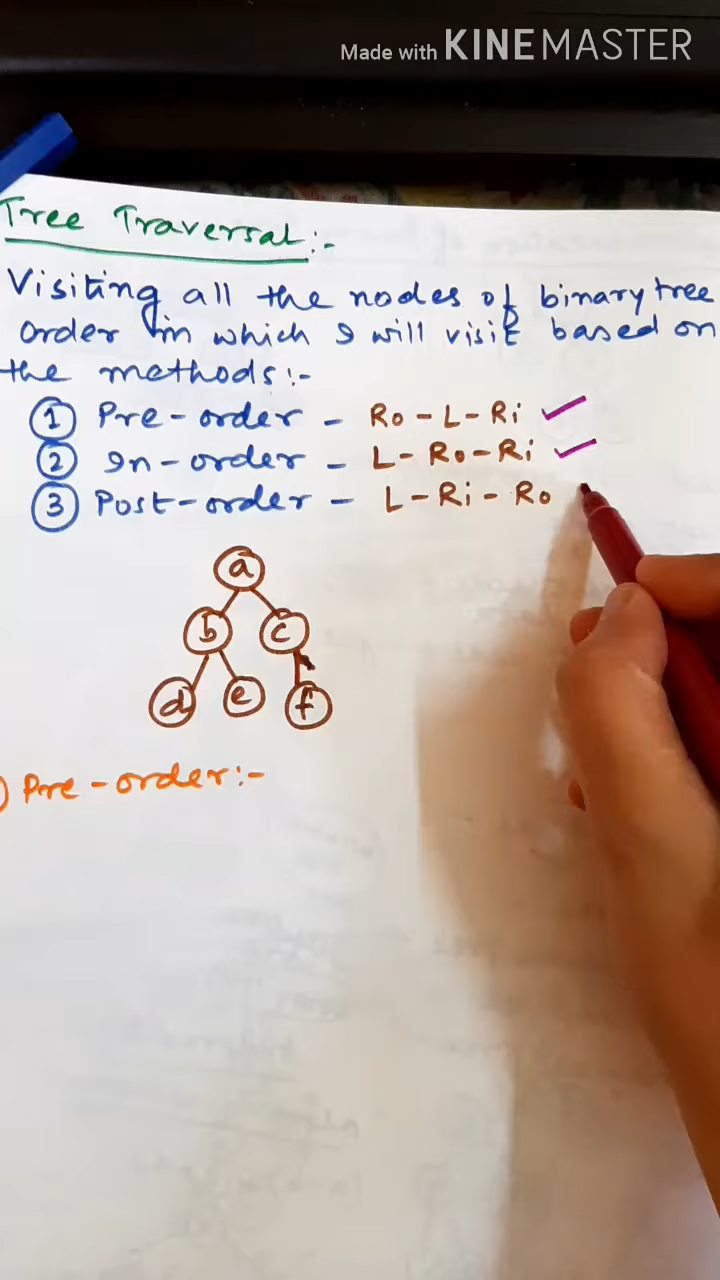 Made with KINEMASTER
Tree Traversal:-
Visiting all the nodes of binary tree
order in which I will visit based on
the methods:-
① Pre-order - Ro - L - Ri ✓
② In-order - L - Ro - Ri ✓
③ Post-order - L - Ri - Ro
a
b c
d e f
) Pre-order:-